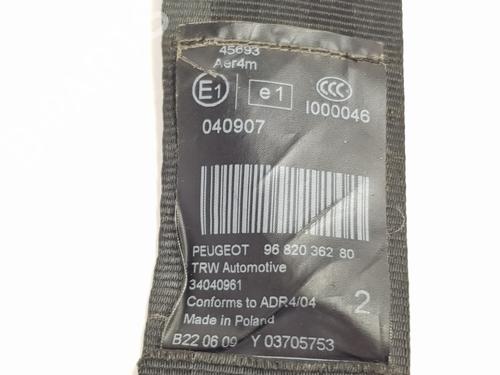 45693
Aer4m
E1 e1 CCC
I000046
040907
PEUGEOT 96 820 362 80
TRW Automotive
34040961
Conforms to ADR4/04
2
Made in Poland
B22 06 09 Y 03705753